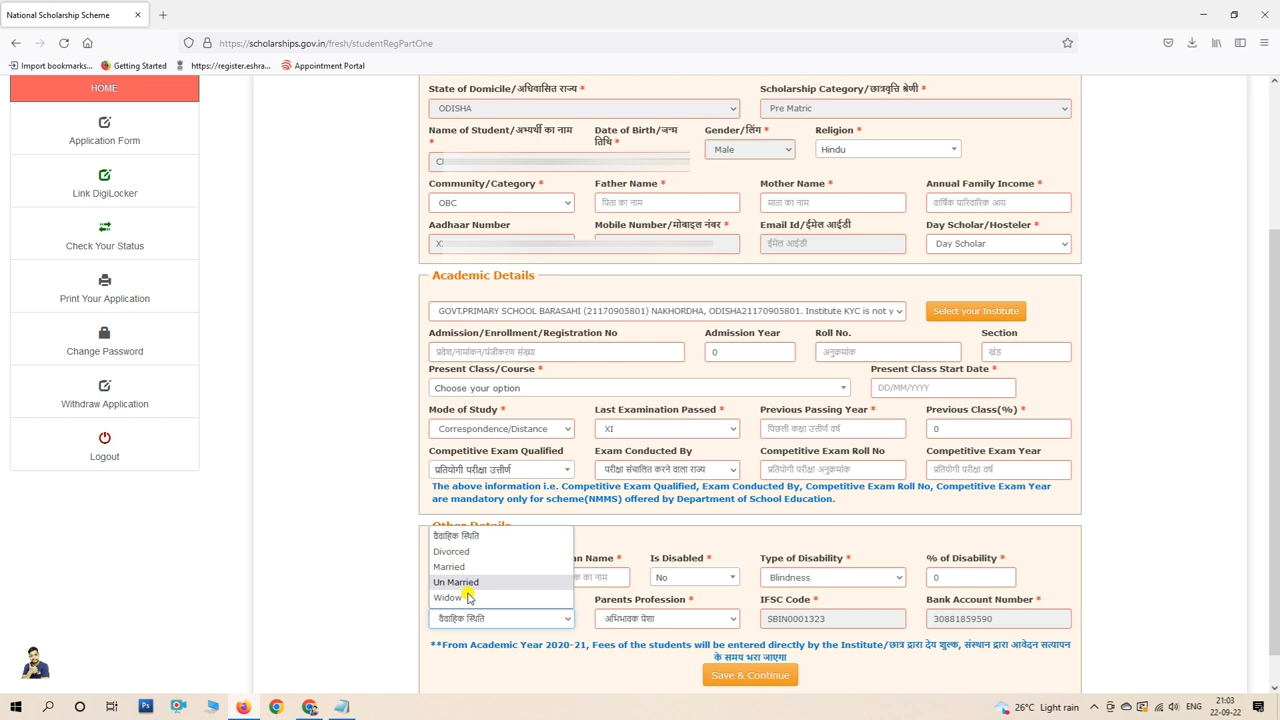 National Scholarship Scheme
https://scholarships.gov.in/fresh/studentRegPartOne
Import bookmarks...
Getting Started
https://register.eshra...
Appointment Portal
HOME
Application Form
Link DigiLocker
Check Your Status
Print Your Application
Change Password
Withdraw Application
Logout
State of Domicile/अधिवासित राज्य * Scholarship Category/छात्रवृत्ति श्रेणी *
ODISHA Pre Matric
Name of Student/अभ्यर्थी का नाम * Date of Birth/जन्म तिथि * Gender/लिंग * Religion *
Male Hindu
Community/Category * Father Name * Mother Name * Annual Family Income *
OBC पिता का नाम माता का नाम वार्षिक पारिवारिक आय
Aadhaar Number Mobile Number/मोबाइल नंबर * Email Id/ईमेल आईडी Day Scholar/Hosteler *
ईमेल आईडी Day Scholar
Academic Details
GOVT.PRIMARY SCHOOL BARASAHI (21170905801) NAKHORDHA, ODISHA21170905801. Institute KYC is not y Select your Institute
Admission/Enrollment/Registration No Admission Year Roll No. Section
प्रवेश/नामांकन/पंजीकरण संख्या 0 अनुक्रमांक खंड
Present Class/Course * Present Class Start Date *
Choose your option DD/MM/YYYY
Mode of Study * Last Examination Passed * Previous Passing Year * Previous Class(%) *
Correspondence/Distance XI पिछली कक्षा उत्तीर्ण वर्ष 0
Competitive Exam Qualified Exam Conducted By Competitive Exam Roll No Competitive Exam Year
प्रतियोगी परीक्षा उत्तीर्ण परीक्षा संचालित करने वाला राज्य प्रतियोगी परीक्षा अनुक्रमांक प्रतियोगी परीक्षा वर्ष
The above information i.e. Competitive Exam Qualified, Exam Conducted By, Competitive Exam Roll No, Competitive Exam Year
are mandatory only for scheme(NMMS) offered by Department of School Education.
Other Details
वैवाहिक स्थिति
Divorced
Married
Un Married
Widow
an Name * Is Disabled * Type of Disability * % of Disability *
क का नाम No Blindness 0
Parents Profession * IFSC Code * Bank Account Number *
वैवाहिक स्थिति अभिभावक पेशा SBIN0001323 30881859590
**From Academic Year 2020-21, Fees of the students will be entered directly by the Institute/छात्र द्वारा देय शुल्क, संस्थान द्वारा आवेदन सत्यापन
के समय भरा जाएगा
Save & Continue
26°C Light rain
21:03
22-09-22